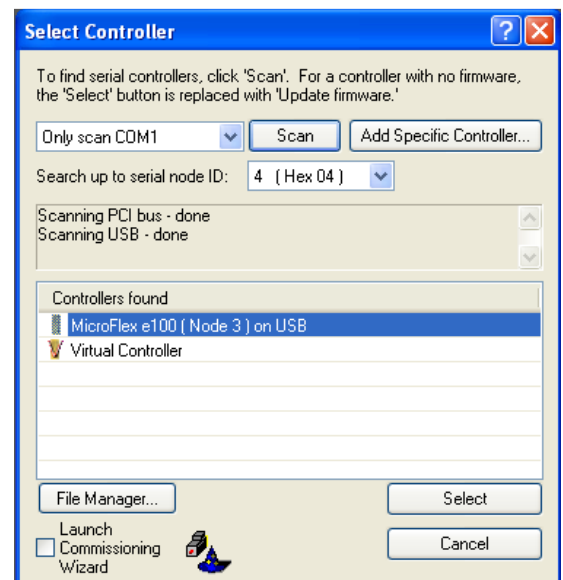 Select Controller
To find serial controllers, click 'Scan'. For a controller with no firmware,
the 'Select' button is replaced with 'Update firmware.'
Only scan COM1 Scan Add Specific Controller...
Search up to serial node ID: 4 ( Hex 04 )
Scanning PCI bus - done
Scanning USB - done
Controllers found
MicroFlex e100 ( Node 3 ) on USB
Virtual Controller
File Manager... Select
Launch
Commissioning
Wizard
Cancel